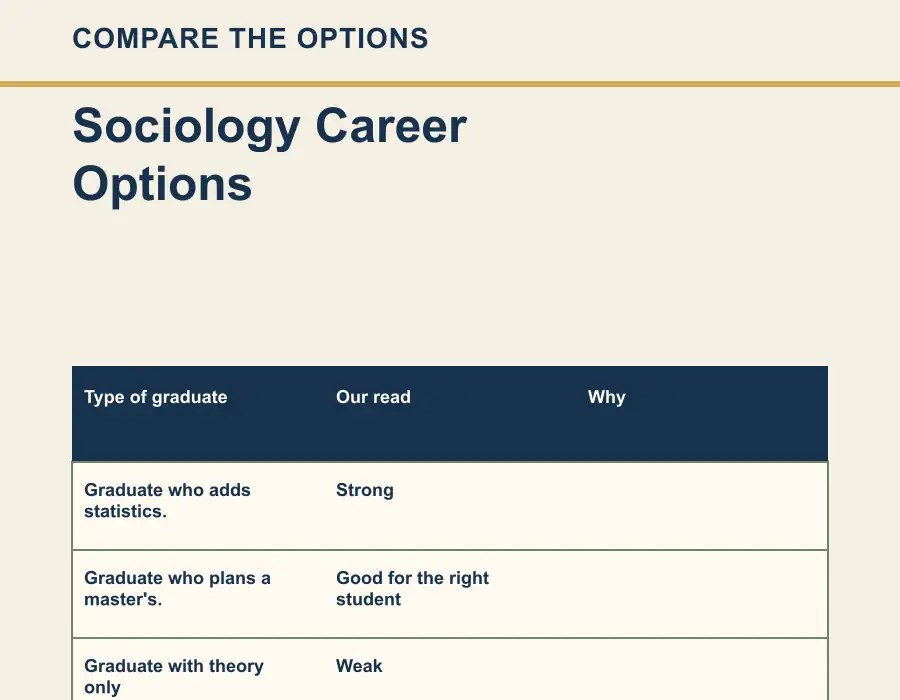 COMPARE THE OPTIONS
Sociology Career
Options
Type of graduate
Our read
Why
Graduate who adds
statistics.
Strong
Graduate who plans a
master's.
Good for the right
student
Graduate with theory
only
Weak